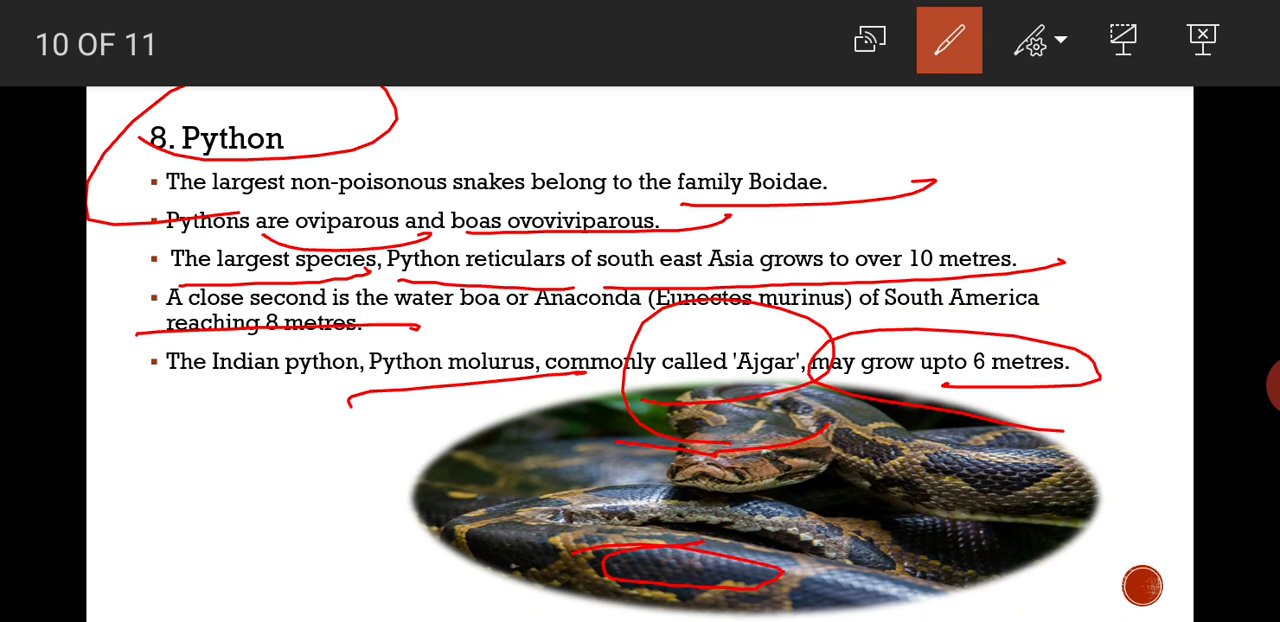 10 OF 11
8. Python
The largest non-poisonous snakes belong to the family Boidae.
Pythons are oviparous and boas ovoviviparous.
The largest species, Python reticulars of south east Asia grows to over 10 metres.
A close second is the water boa or Anaconda (Eunectes murinus) of South America
reaching 8 metres.
The Indian python, Python molurus, commonly called 'Ajgar', may grow upto 6 metres.